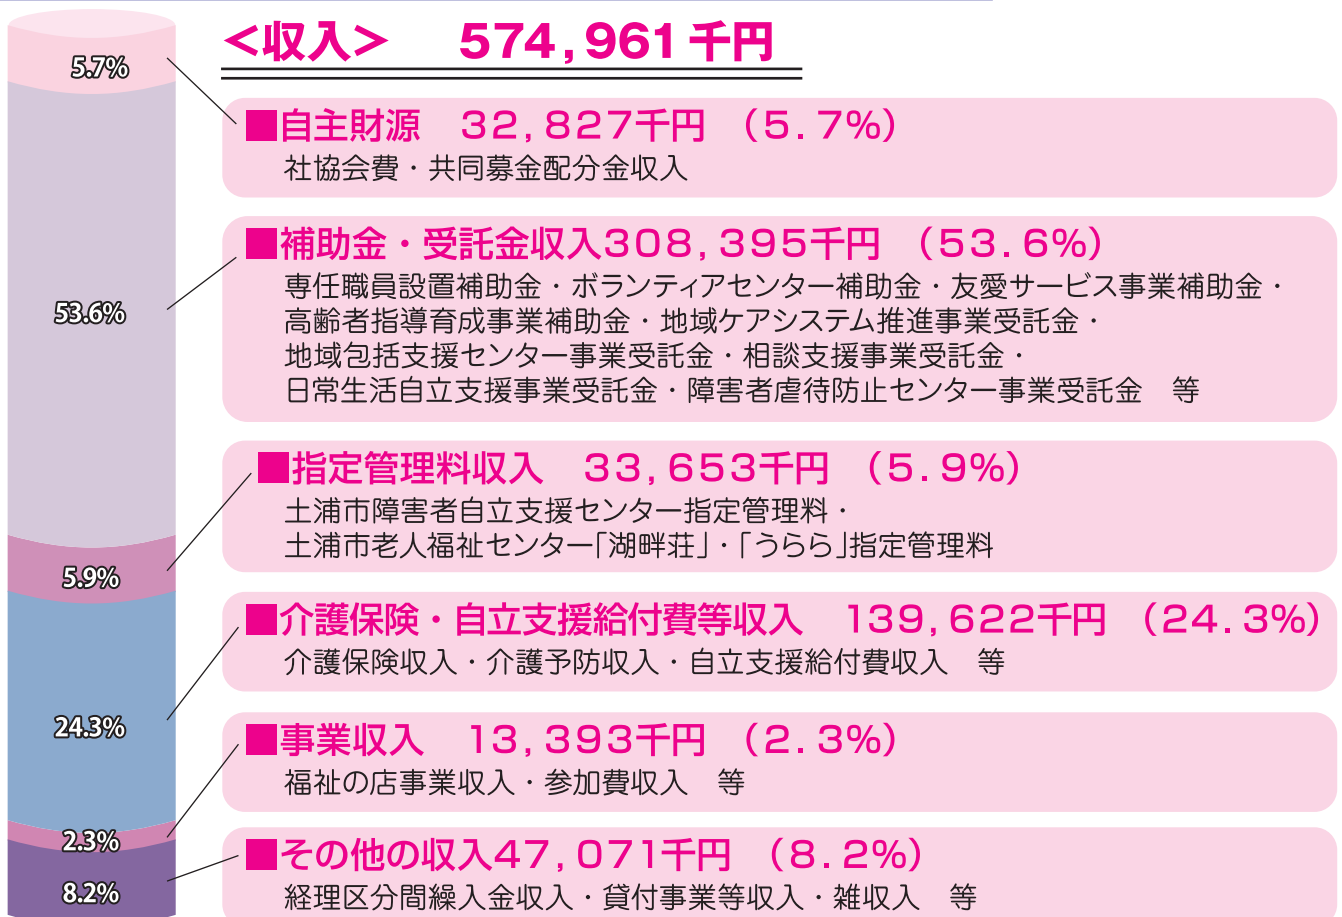 <収入> 574,961千円
5.7%
■自主財源 32,827千円 (5.7%)
社協会費・共同募金配分金収入
53.6%
■補助金・受託金収入308,395千円 (53.6%)
専任職員設置補助金・ボランティアセンター補助金・友愛サービス事業補助金・
高齢者指導育成事業補助金・地域ケアシステム推進事業受託金・
地域包括支援センター事業受託金・相談支援事業受託金・
日常生活自立支援事業受託金・障害者虐待防止センター事業受託金 等
5.9%
■指定管理料収入 33,653千円 (5.9%)
土浦市障害者自立支援センター指定管理料・
土浦市老人福祉センター「湖畔荘」・「うらら」指定管理料
24.3%
■介護保険・自立支援給付費等収入 139,622千円 (24.3%)
介護保険収入・介護予防収入・自立支援給付費収入 等
2.3%
■事業収入 13,393千円 (2.3%)
福祉の店事業収入・参加費収入 等
8.2%
■その他の収入47,071千円 (8.2%)
経理区分間繰入金収入・貸付事業等収入・雑収入 等